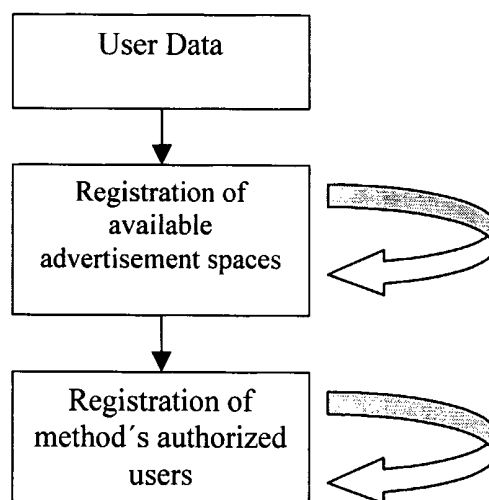 User Data
Registration of
available
advertisement spaces
Registration of
method´s authorized
users